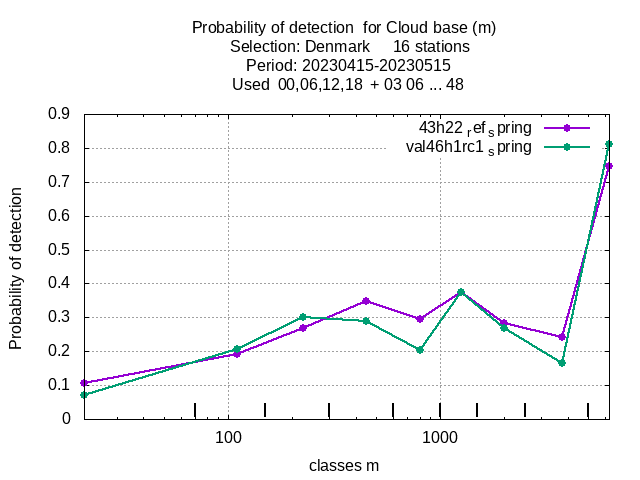 Probability of detection  for Cloud base (m)
Selection: Denmark     16 stations
Period: 20230415-20230515
Used  00,06,12,18  + 03 06 ... 48
43h22 ref spring
val46h1rc1 spring
Probability of detection
0.9
0.8
0.7
0.6
0.5
0.4
0.3
0.2
0.1
0
100
1000
classes m